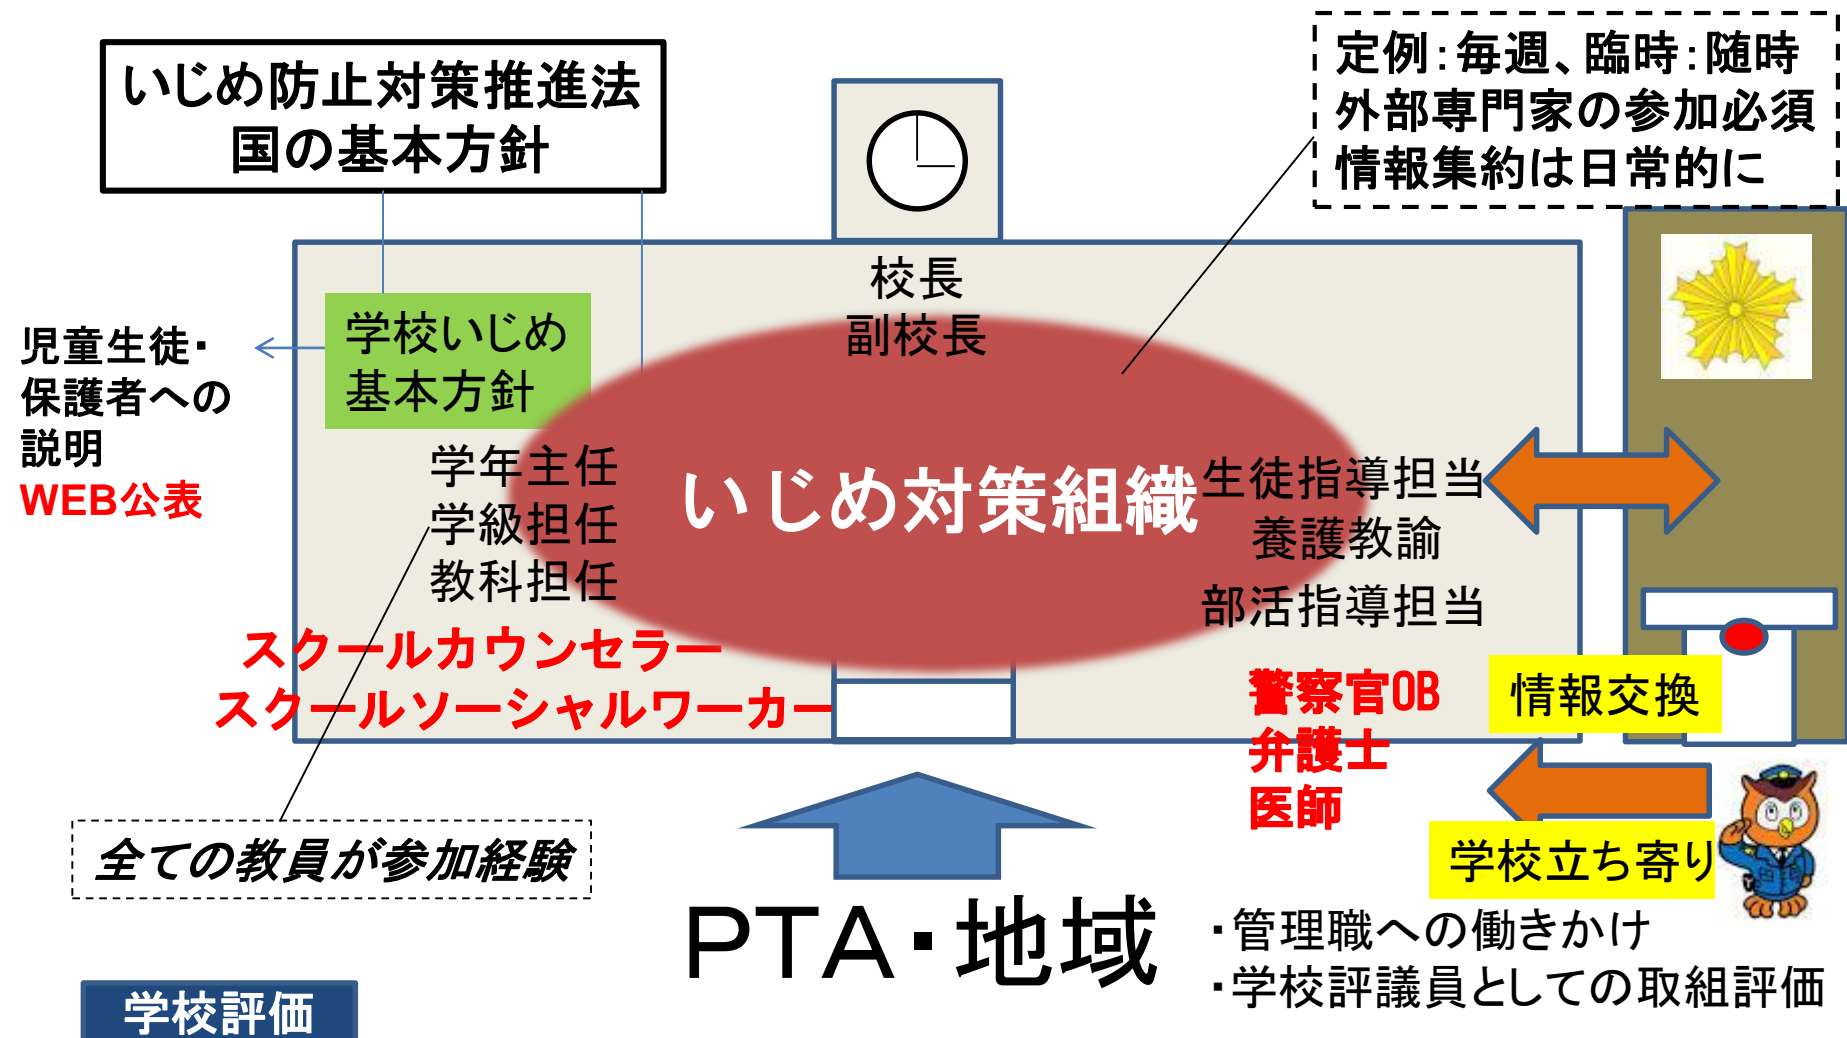 いじめ防止対策推進法
国の基本方針
定例：毎週、臨時：随時
外部専門家の参加必須
情報集約は日常的に
校長
副校長
学校いじめ
基本方針
児童生徒・
保護者への
説明
WEB公表
学年主任
学級担任
教科担任
いじめ対策組織
生徒指導担当
養護教諭
部活指導担当
スクールカウンセラー
スクールソーシャルワーカー
警察官OB
弁護士
医師
情報交換
学校立ち寄り
全ての教員が参加経験
ＰＴＡ・地域
・管理職への働きかけ
・学校評議員としての取組評価
学校評価